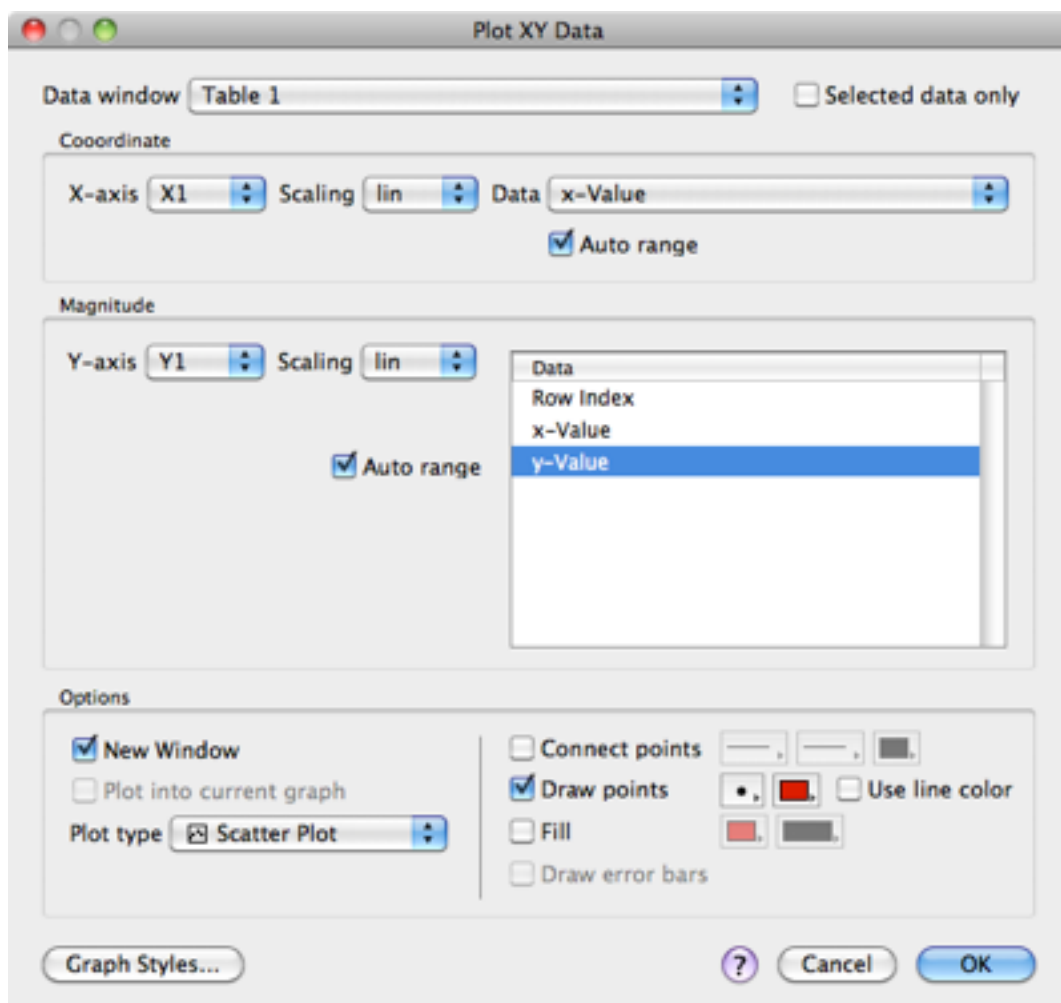 Plot XY Data
Data window Table 1 Selected data only
Cooordinate
X-axis X1 Scaling lin Data x-Value
Auto range
Magnitude
Y-axis Y1 Scaling lin
Data
Row Index
x-Value
y-Value
Auto range
Options
New Window
Plot into current graph
Plot type Scatter Plot
Connect points
Draw points Use line color
Fill
Draw error bars
Graph Styles... ? Cancel OK